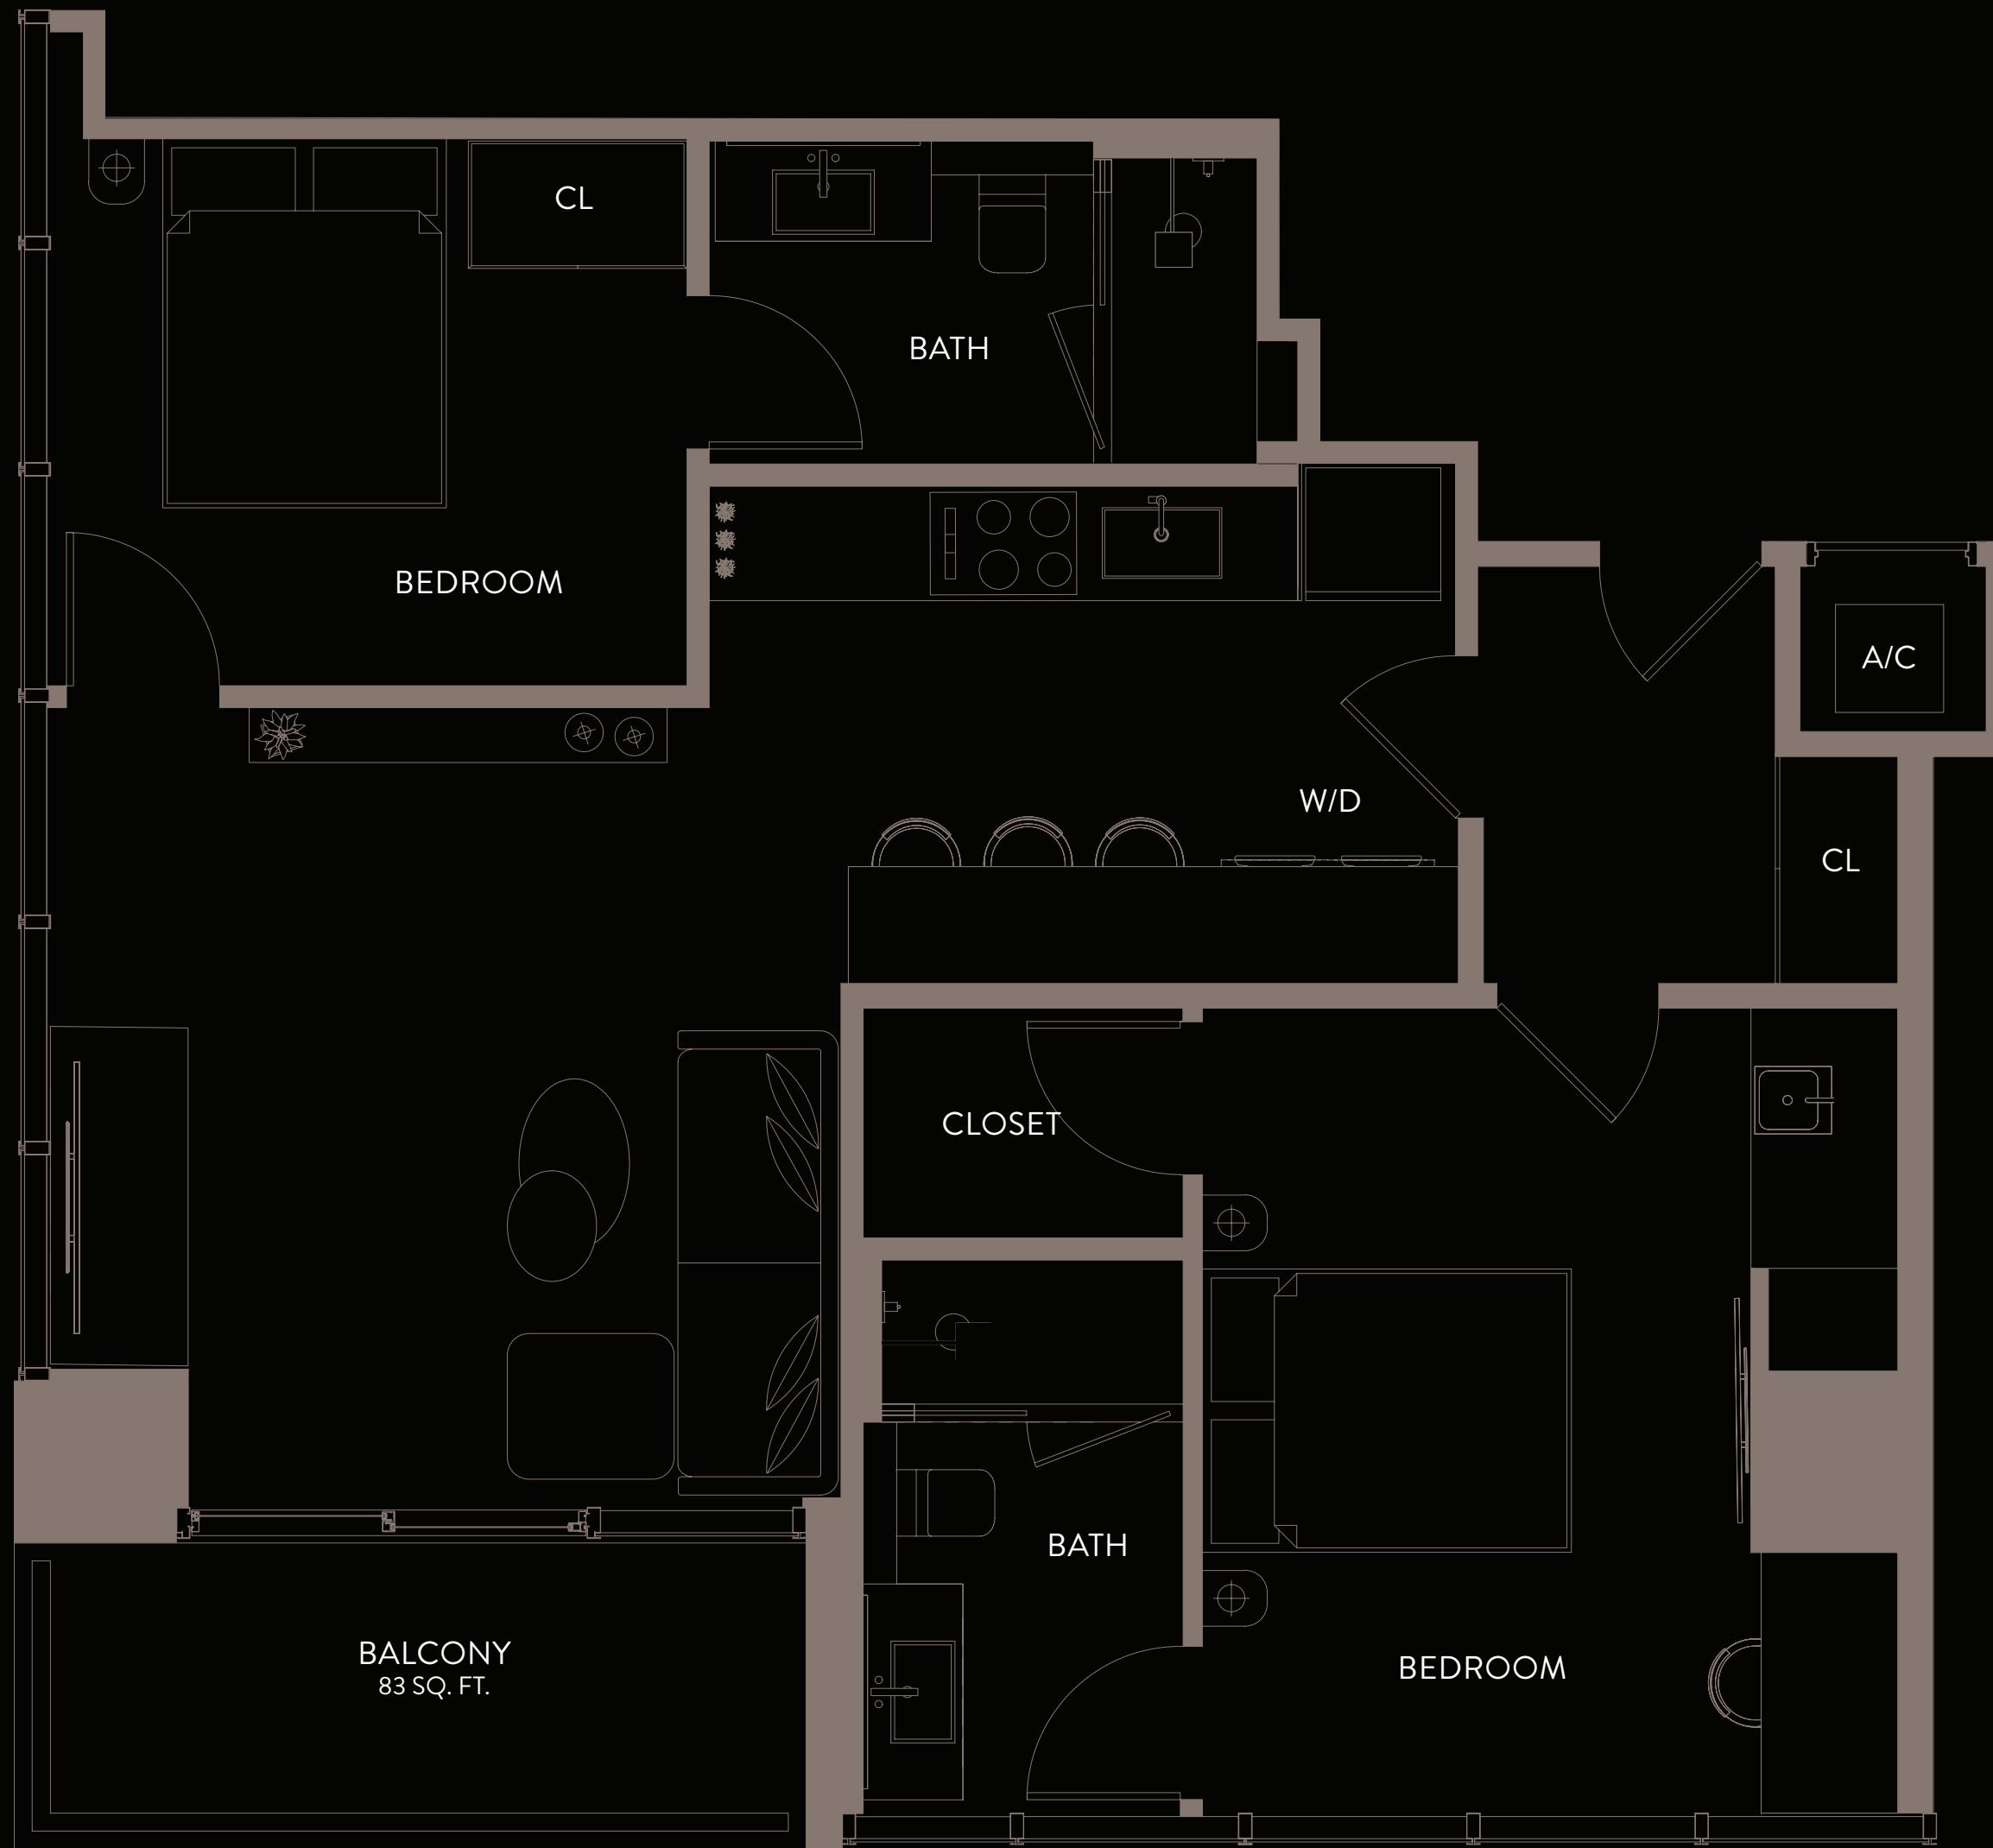 CL
BATH
BEDROOM
A/C
W/D
CL
CLOSET
BATH
BALCONY
83 SQ. FT.
BEDROOM